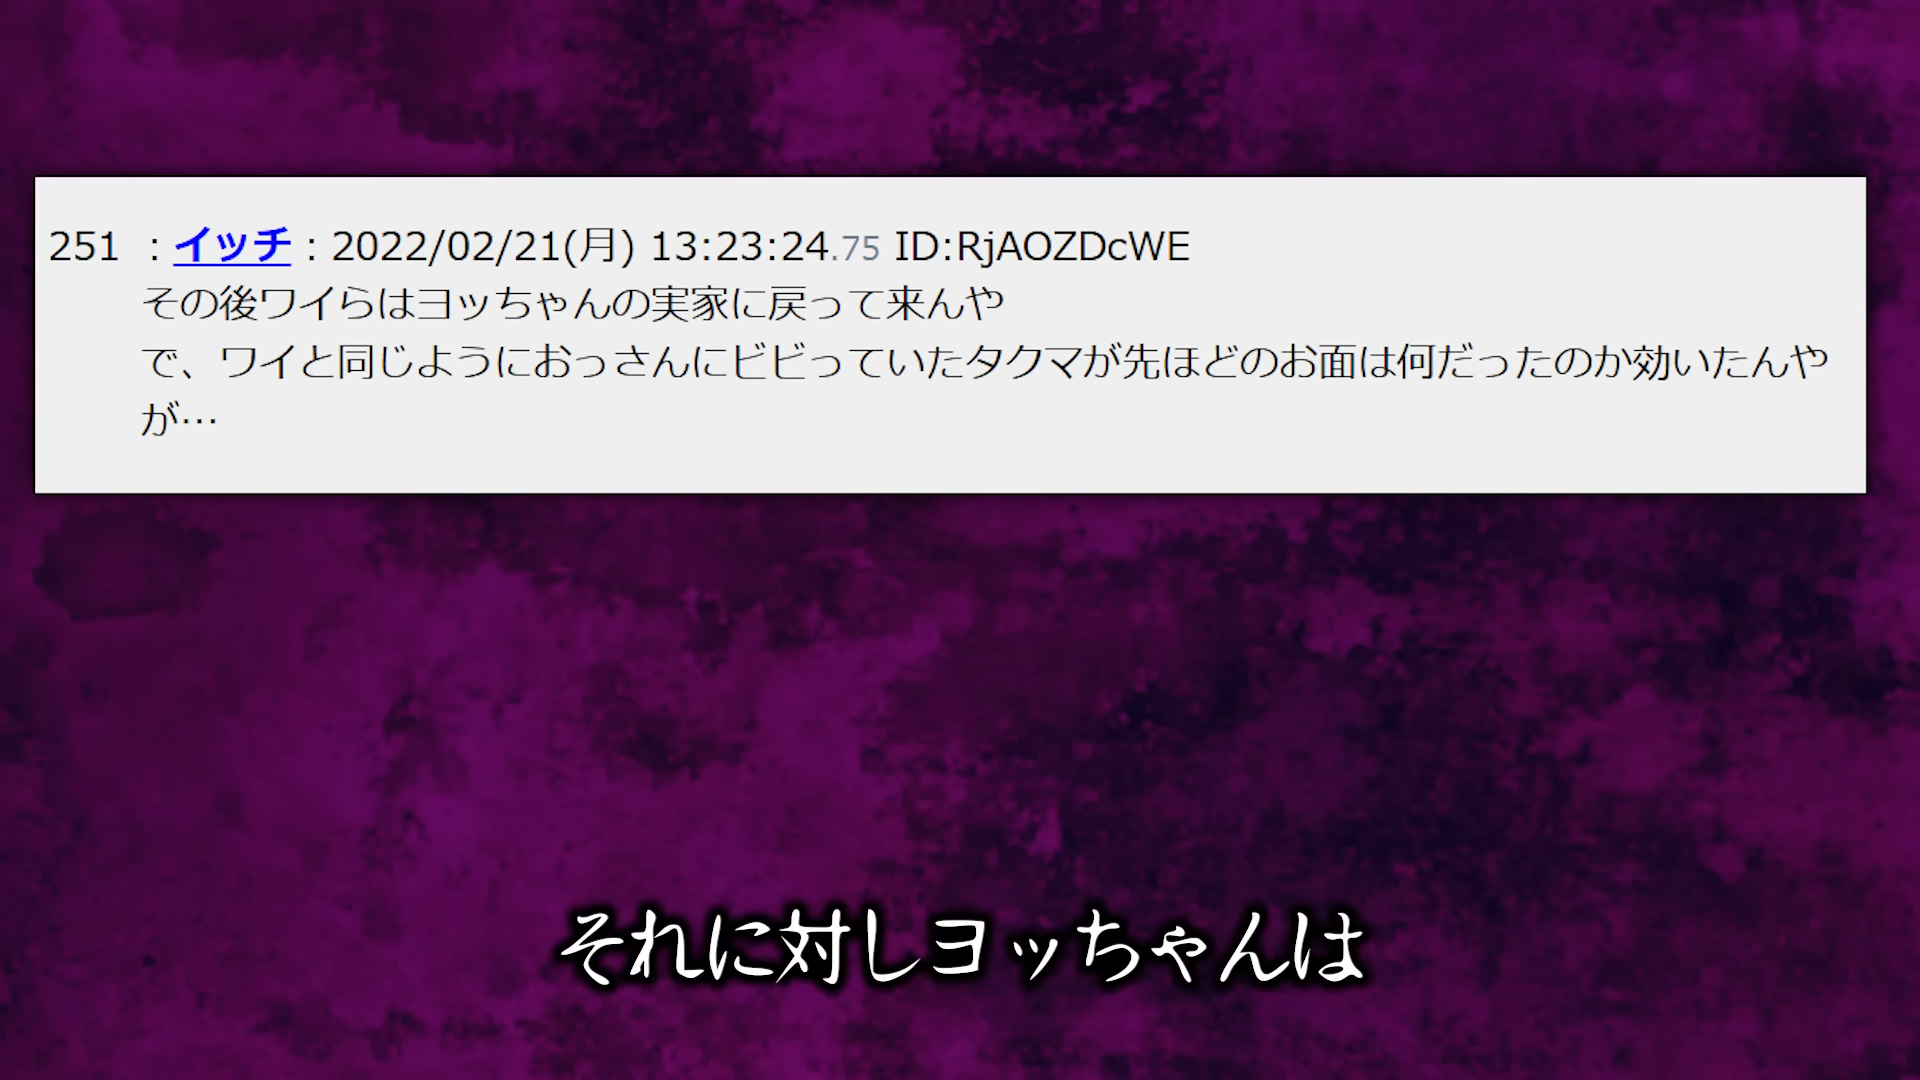 251 ：イッチ：2022/02/21(月) 13:23:24.75 ID:RjAOZDcWE
その後ワイらはヨッちゃんの実家に戻って来んや
で、ワイと同じようにおっさんにビビっていたタクマが先ほどのお面は何だったのか効いたんや
が…
それに対しヨッちゃんは